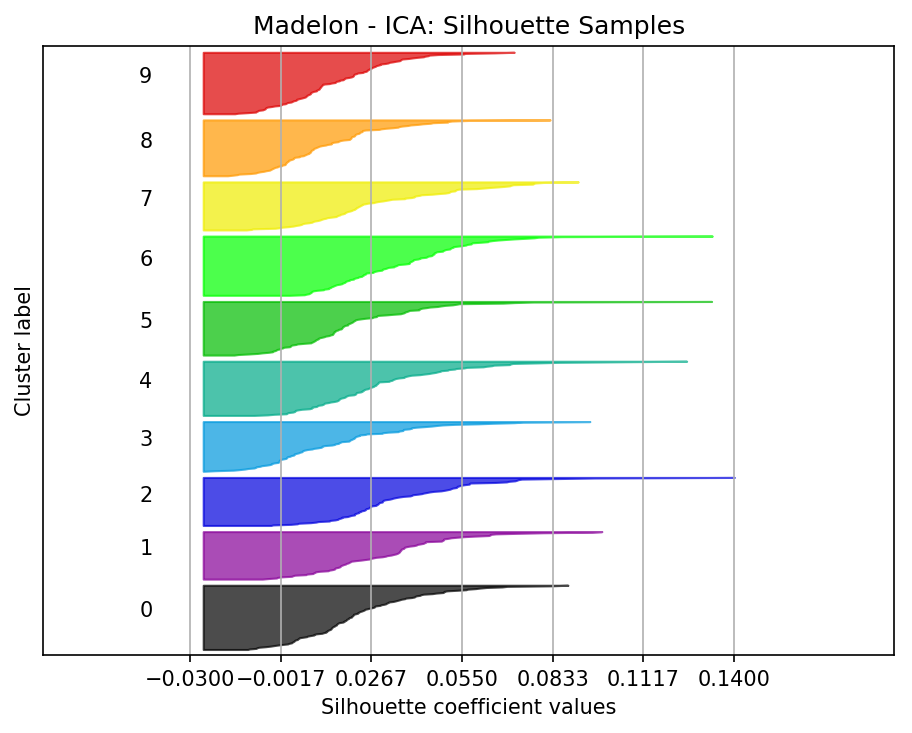 Madelon - ICA: Silhouette Samples
9
8
7
6
5
4
3
2
1
0
Cluster label
−0.0300 −0.0017 0.0267 0.0550 0.0833 0.1117 0.1400
Silhouette coefficient values